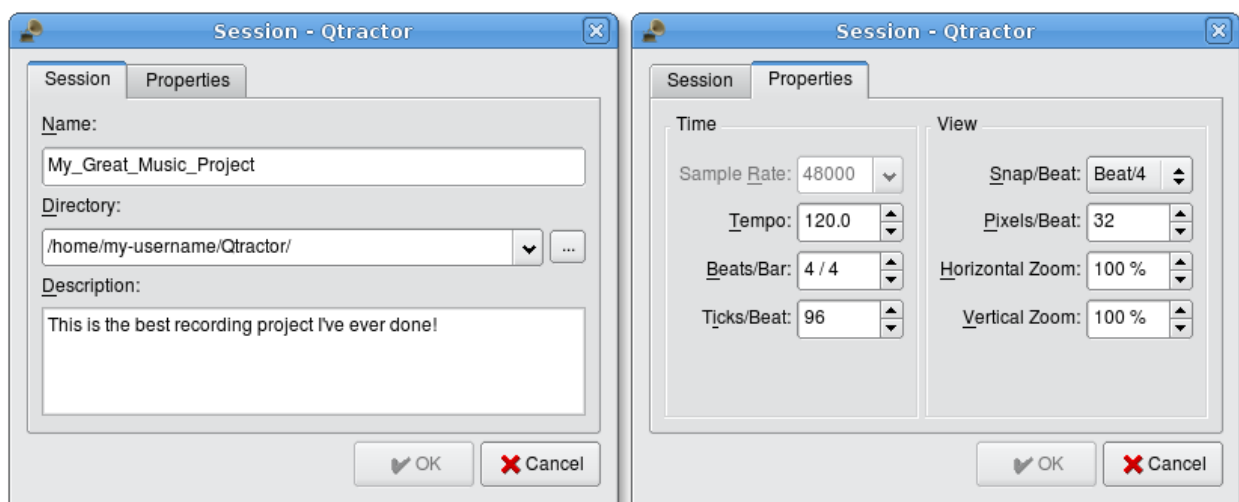 Session - Qtractor
Session Properties
Name:
My_Great_Music_Project
Directory:
/home/my-username/Qtractor/ ...
Description:
This is the best recording project I've ever done!
OK Cancel
Session - Qtractor
Session Properties
Time
Sample Rate: 48000
Tempo: 120.0
Beats/Bar: 4 / 4
Ticks/Beat: 96
View
Snap/Beat: Beat/4
Pixels/Beat: 32
Horizontal Zoom: 100 %
Vertical Zoom: 100 %
OK Cancel